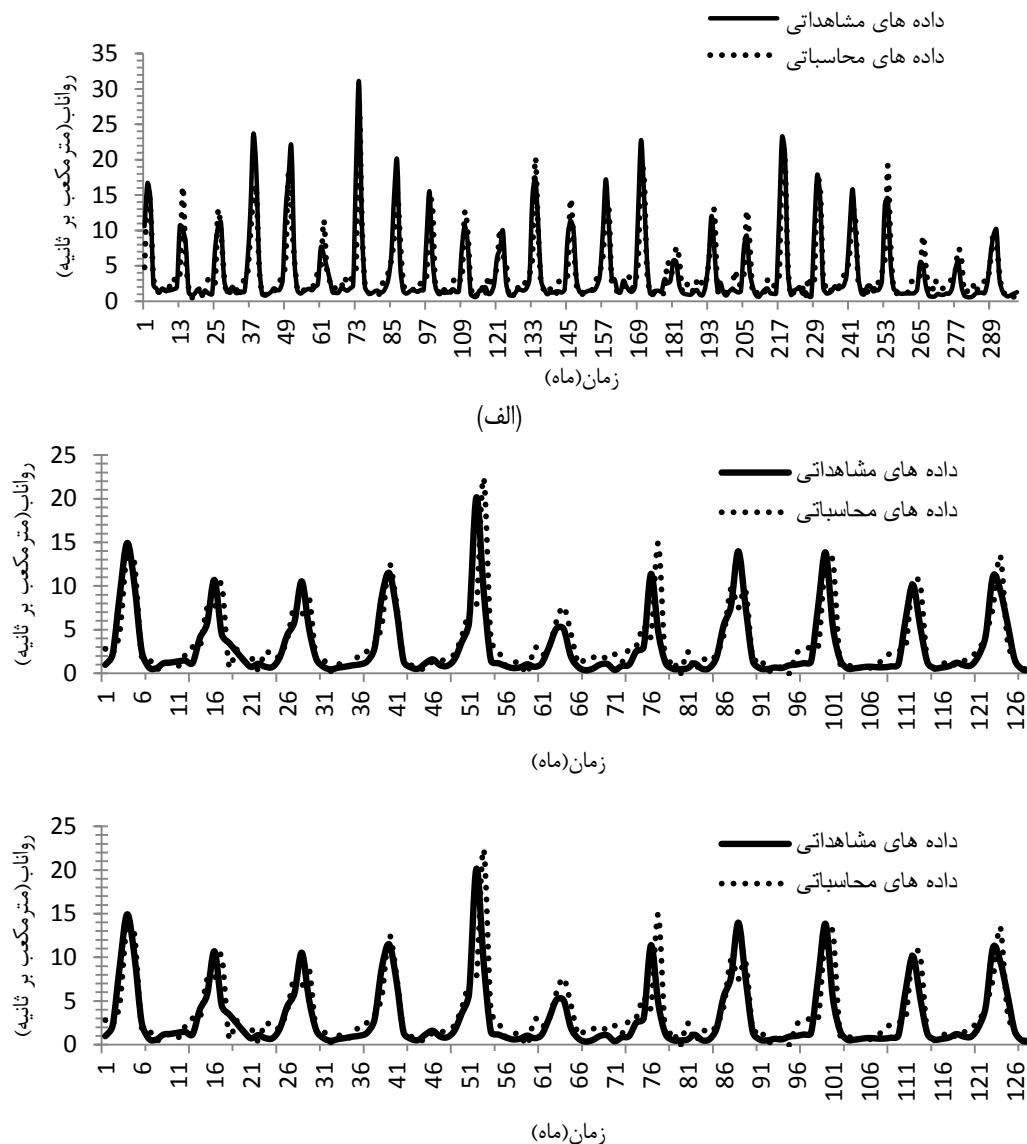 داده های مشاهداتی
داده های محاسباتی
رواناب(مترمکعب بر ثانیه)
35
30
25
20
15
10
5
0
1 13 25 37 49 61 73 85 97 109 121 133 145 157 169 181 193 205 217 229 241 253 265 277 289
زمان(ماه)
(الف)
داده های مشاهداتی
داده های محاسباتی
رواناب(مترمکعب بر ثانیه)
25
20
15
10
5
0
1 6 11 16 21 26 31 36 41 46 51 56 61 66 71 76 81 86 91 96 101 106 111 116 121 126
زمان(ماه)
داده های مشاهداتی
داده های محاسباتی
رواناب(مترمکعب بر ثانیه)
25
20
15
10
5
0
1 6 11 16 21 26 31 36 41 46 51 56 61 66 71 76 81 86 91 96 101 106 111 116 121 126
زمان(ماه)